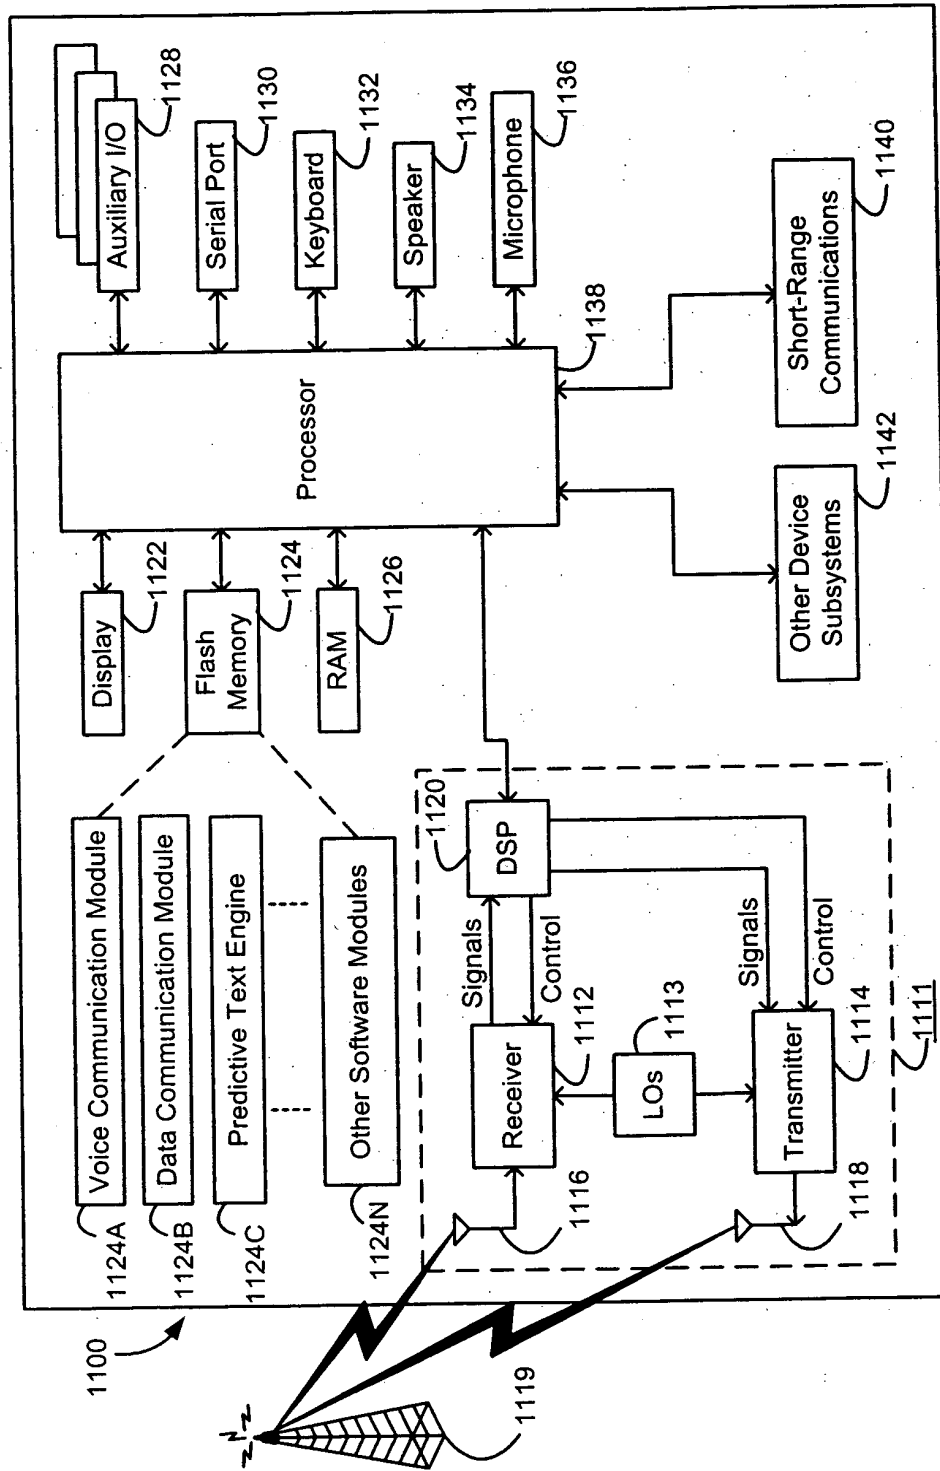 1100
1119
Voice Communication Module
1124A
Data Communication Module
1124B
Predictive Text Engine
1124C
Other Software Modules
1124N
Display
1122
Flash
Memory
1124
RAM
1126
Processor
1138
Auxiliary I/O
1128
Serial Port
1130
Keyboard
1132
Speaker
1134
Microphone
1136
Short-Range
Communications
1140
Other Device
Subsystems
1142
DSP
1120
Signals
Control
Receiver
1112
1116
LOs
1113
Signals
Control
Transmitter
1114
1118
1111